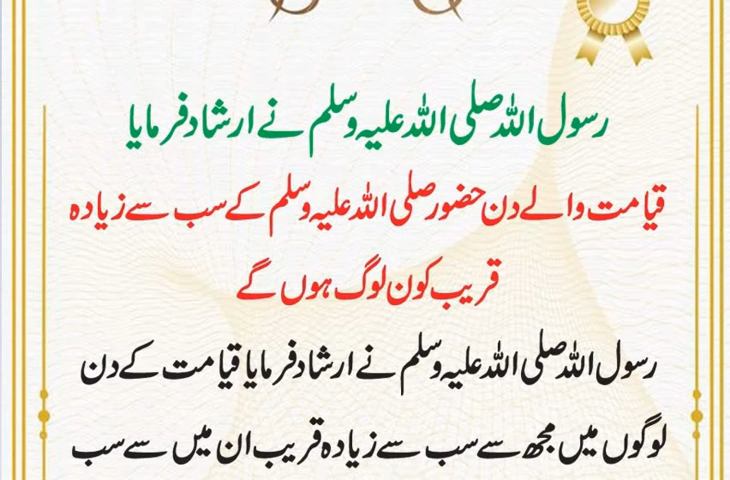 رسول اللہ صلی اللہ علیہ وسلم نے ارشاد فرمایا
قیامت والے دن حضور صلی اللہ علیہ وسلم کے سب سے زیادہ
قریب کون لوگ ہوں گے
رسول اللہ صلی اللہ علیہ وسلم نے ارشاد فرمایا قیامت کے دن
لوگوں میں مجھ سے سب سے زیادہ قریب ان میں سے سب